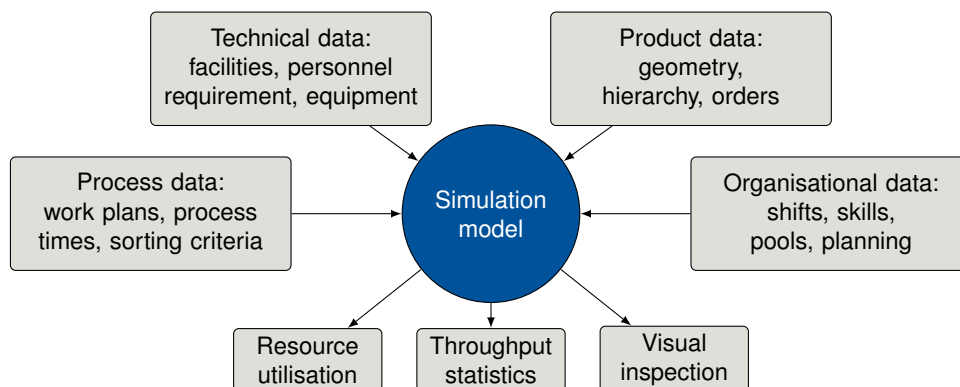 Technical data:
facilities, personnel
requirement, equipment
Product data:
geometry,
hierarchy, orders
Process data:
work plans, process
times, sorting criteria
Simulation
model
Organisational data:
shifts, skills,
pools, planning
Resource
utilisation
Throughput
statistics
Visual
inspection